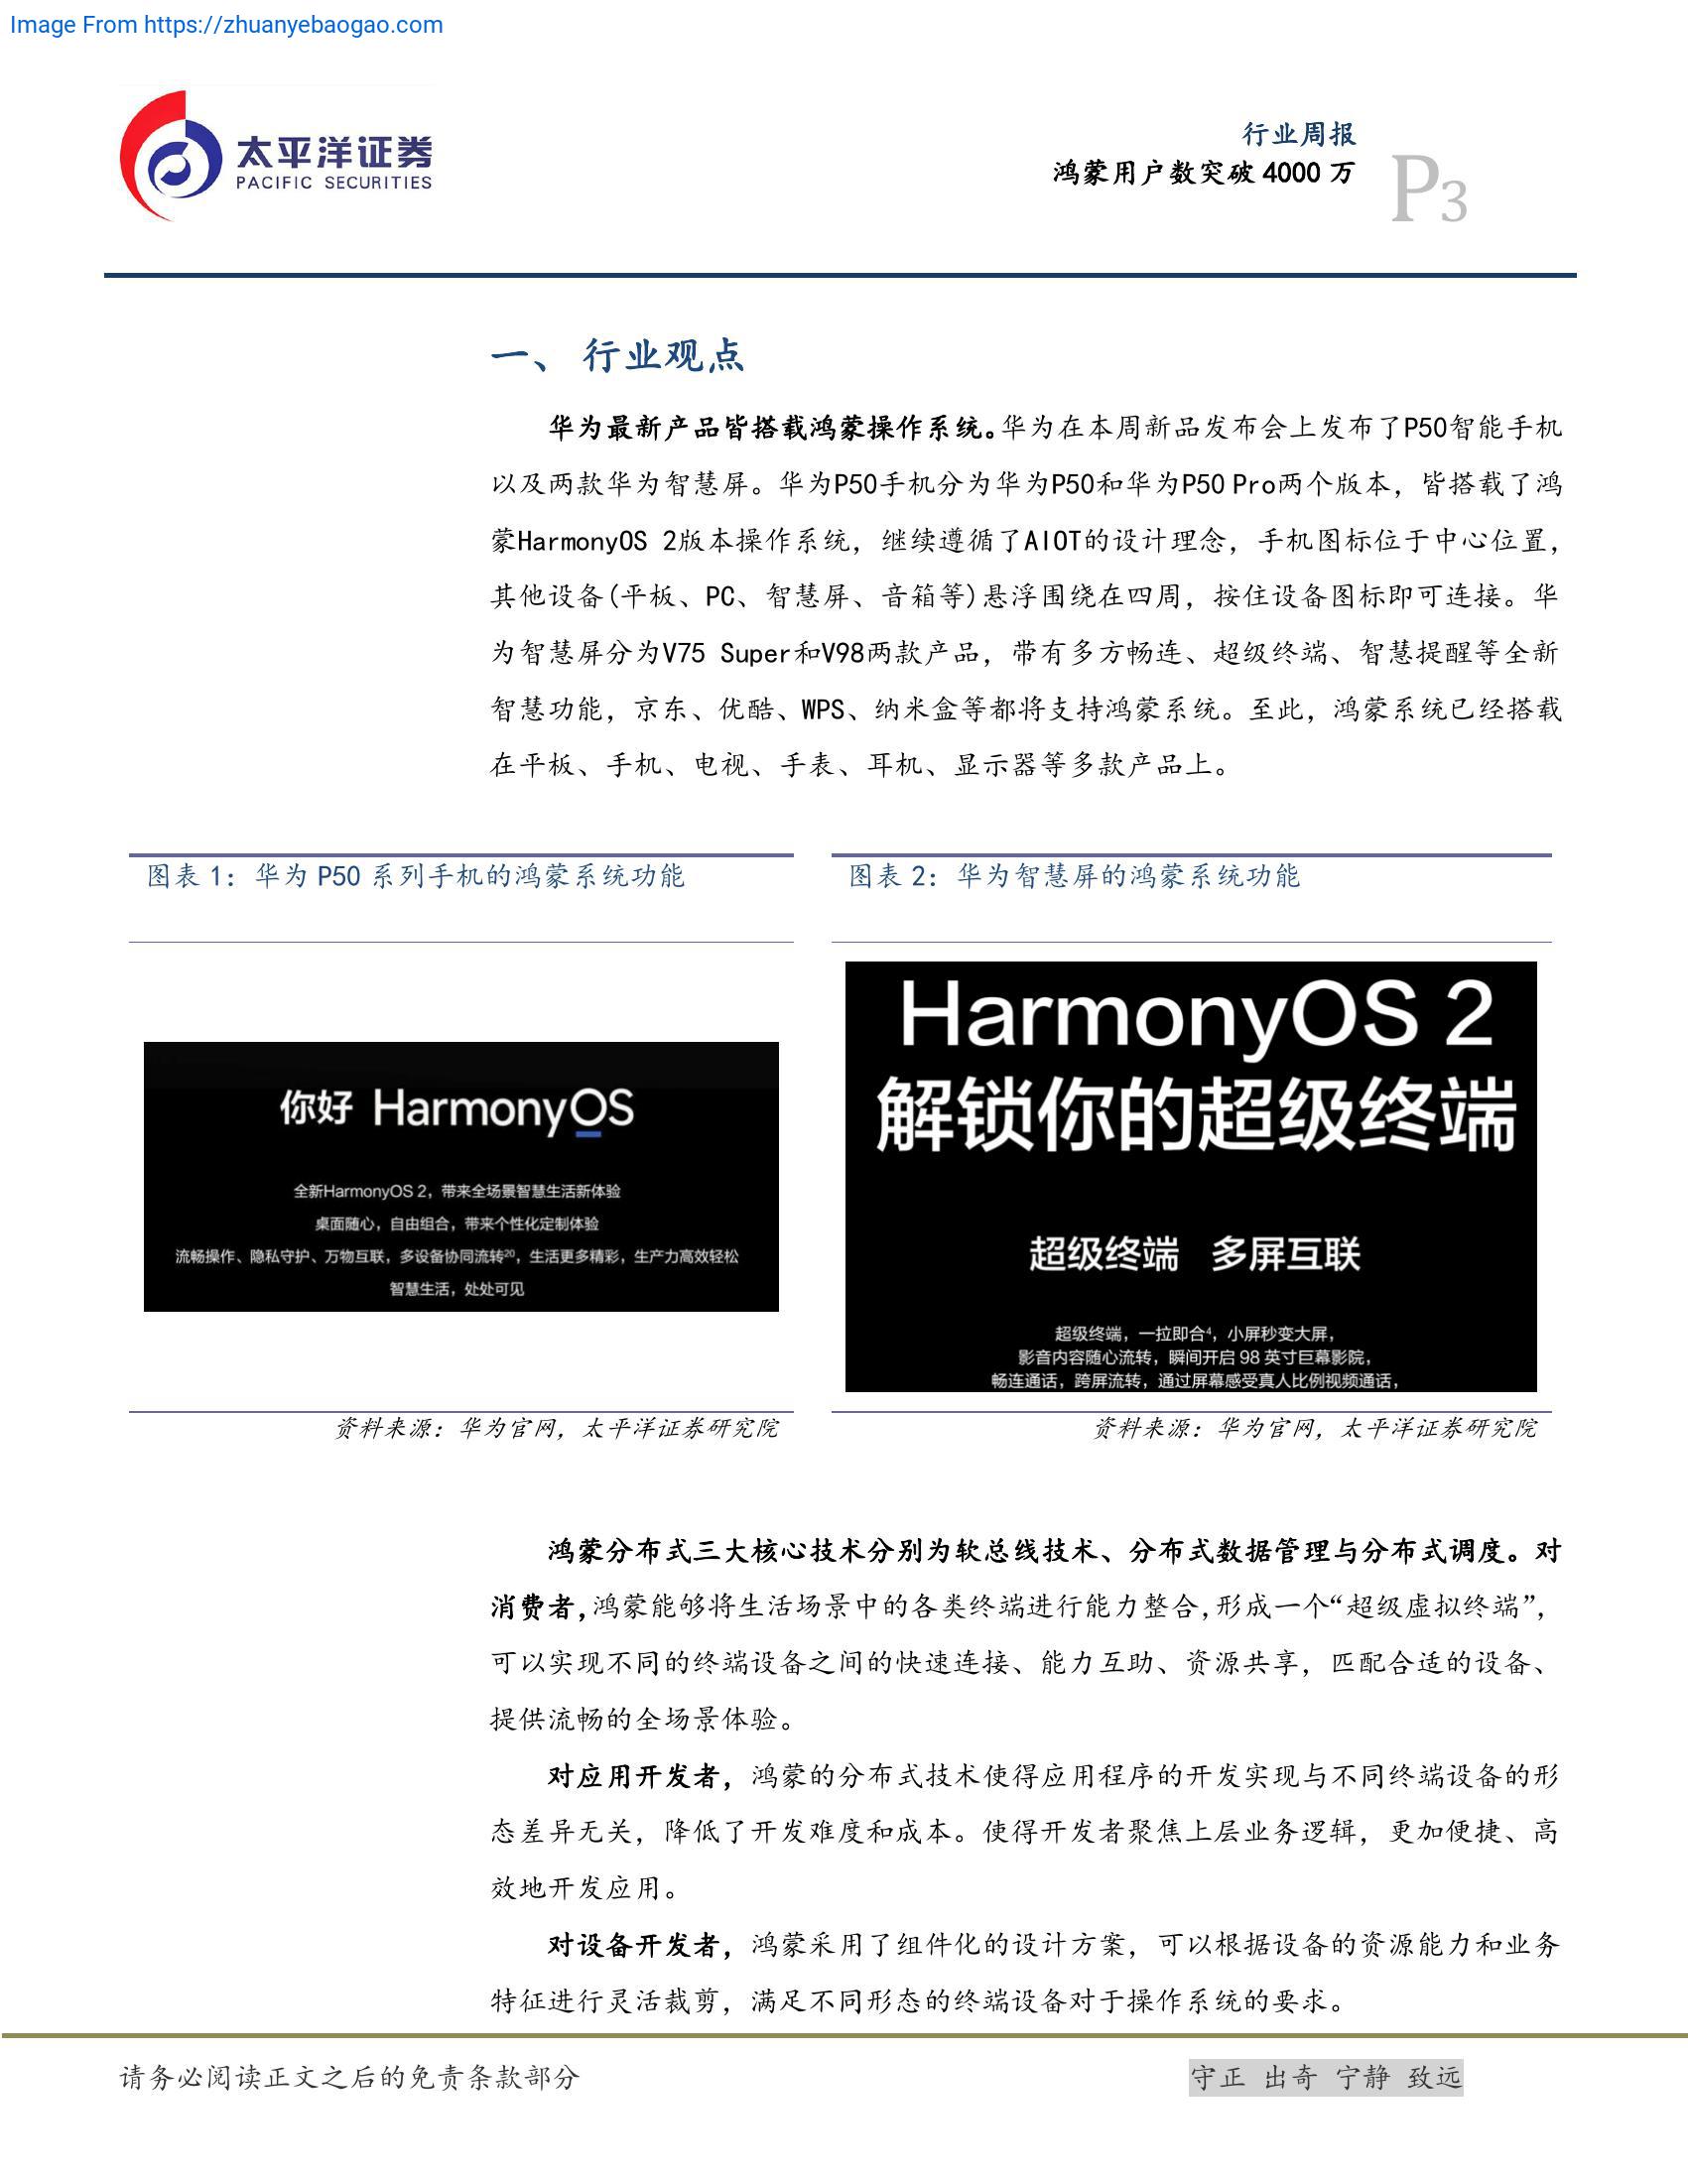 Image From https://zhuanyebaogao.com
太平洋证券
PACIFIC SECURITIES
行业周报
鸿蒙用户数突破 4000 万
P3
一、 行业观点
华为最新产品皆搭载鸿蒙操作系统。华为在本周新品发布会上发布了P50智能手机
以及两款华为智慧屏。华为P50手机分为华为P50和华为P50 Pro两个版本，皆搭载了鸿
蒙HarmonyOS 2版本操作系统，继续遵循了AIOT的设计理念，手机图标位于中心位置，
其他设备(平板、PC、智慧屏、音箱等)悬浮围绕在四周，按住设备图标即可连接。华
为智慧屏分为V75 Super和V98两款产品，带有多方畅连、超级终端、智慧提醒等全新
智慧功能，京东、优酷、WPS、纳米盒等都将支持鸿蒙系统。至此，鸿蒙系统已经搭载
在平板、手机、电视、手表、耳机、显示器等多款产品上。
图表 1：华为 P50 系列手机的鸿蒙系统功能
你好 HarmonyOS
全新HarmonyOS 2，带来全场景智慧生活新体验
桌面随心，自由组合，带来个性化定制体验
流畅操作、隐私守护、万物互联，多设备协同流转20，生活更多精彩，生产力高效轻松
智慧生活，处处可见
资料来源：华为官网，太平洋证券研究院
图表 2：华为智慧屏的鸿蒙系统功能
HarmonyOS 2
解锁你的超级终端
超级终端 多屏互联
超级终端，一拉即合4，小屏秒变大屏，
影音内容随心流转，瞬间开启 98 英寸巨幕影院，
畅连通话，跨屏流转，通过屏幕感受真人比例视频通话，
资料来源：华为官网，太平洋证券研究院
鸿蒙分布式三大核心技术分别为软总线技术、分布式数据管理与分布式调度。对
消费者，鸿蒙能够将生活场景中的各类终端进行能力整合，形成一个“超级虚拟终端”，
可以实现不同的终端设备之间的快速连接、能力互助、资源共享，匹配合适的设备、
提供流畅的全场景体验。
对应用开发者，鸿蒙的分布式技术使得应用程序的开发实现与不同终端设备的形
态差异无关，降低了开发难度和成本。使得开发者聚焦上层业务逻辑，更加便捷、高
效地开发应用。
对设备开发者，鸿蒙采用了组件化的设计方案，可以根据设备的资源能力和业务
特征进行灵活裁剪，满足不同形态的终端设备对于操作系统的要求。
请务必阅读正文之后的免责条款部分
守正 出奇 宁静 致远